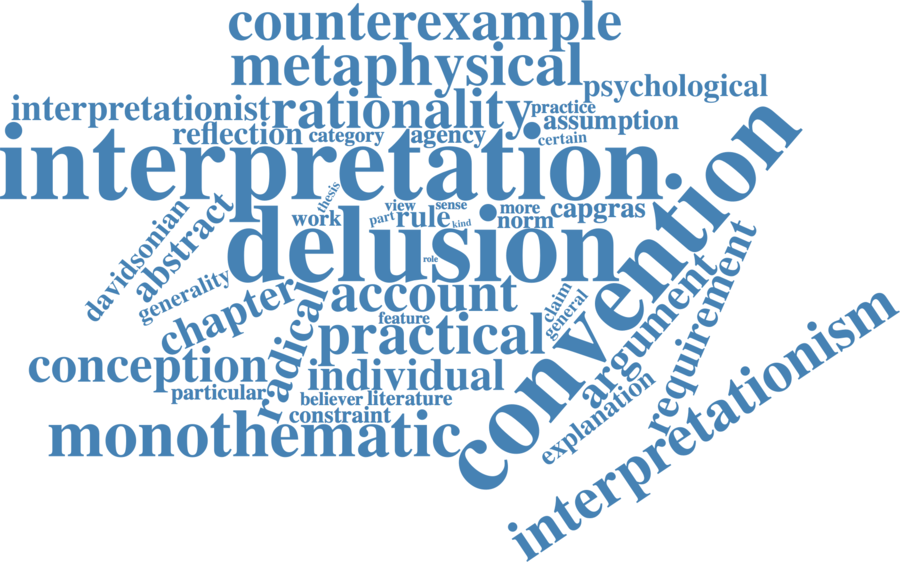 counterexample
metaphysical
psychological
interpretationist
rationality
practice
assumption
reflection
category
agency
certain
interpretation
convention
thesis
view
sense
work
part
rule
kind
more
norm
capgras
davidsonian
abstract
delusion
role
generality
chapter
account
claim
general
feature
practical
radical
argument
requirement
conception
individual
particular
believer
literature
constraint
explanation
monothematic
interpretationism